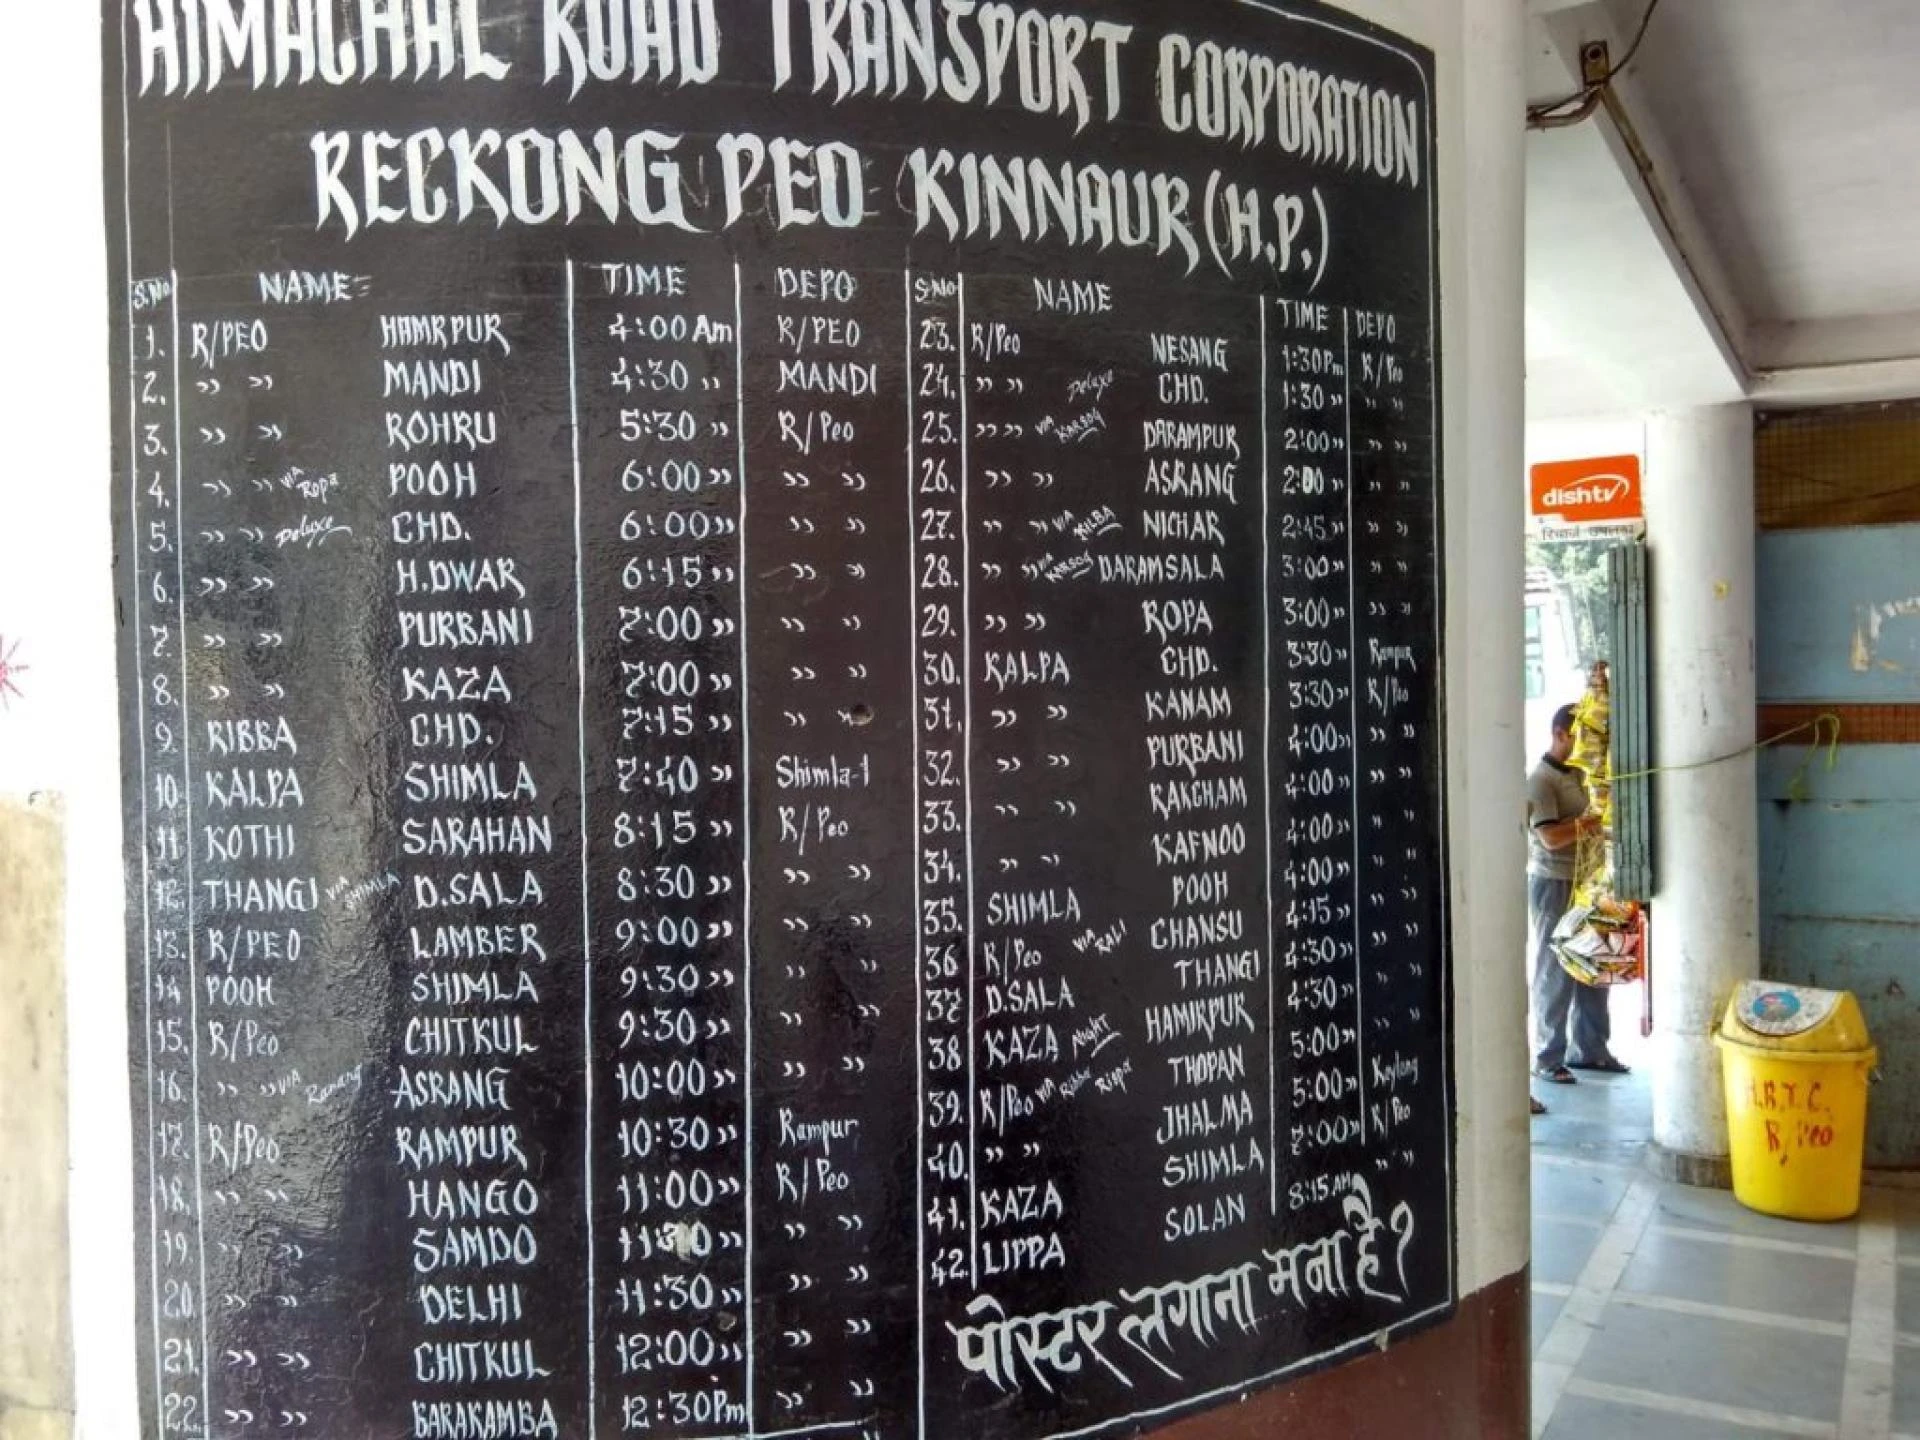 HIMACHAL ROAD TRANSPORT CORPORATION
RECKONG PEO KINNAUR (H.P.)
S.No NAME TIME DEPO
1. R/PEO HAMRPUR 4:00 Am R/PEO
2. " " MANDI 4:30 " MANDI
3. " " ROHRU 5:30 " R/Peo
4. " " VIA Ropa POOH 6:00 " " "
5. " " Deluxe CHD. 6:00 " " "
6. " " H.DWAR 6:15 " " "
7. " " PURBANI 7:00 " " "
8. " " KAZA 7:00 " " "
9. RIBBA CHD. 7:15 " " "
10. KALPA SHIMLA 7:40 " Shimla-1
11. KOTHI SARAHAN 8:15 " R/Peo
12. THANGI VIA SHIMLA D.SALA 8:30 " " "
13. R/PEO LAMBER 9:00 " " "
14 POOH SHIMLA 9:30 " " "
15. R/Peo CHITKUL 9:30 " " "
16. " " VIA Ranang ASRANG 10:00 " " "
17. R/Peo RAMPUR 10:30 " Rampur
18. " " HANGO 11:00 " R/Peo
19. " " SAMDO 11:30 " " "
20. " " DELHI 11:30 " " "
21. " " CHITKUL 12:00 " " "
22. " " BARAKAMBA 12:30 Pm " "
S.No NAME TIME DEPO
23. R/Peo NESANG 1:30 Pm R/Peo
24. " " Deluxe CHD. 1:30 " " "
25. " " VIA KARSOG DARAMPUR 2:00 " " "
26. " " ASRANG 2:00 " " "
27. " " VIA KILBA NICHAR 2:45 " " "
28. " " VIA KARSOG DARAMSALA 3:00 " " "
29. " " ROPA 3:00 " " "
30. KALPA CHD. 3:30 " Rampur
31. " " KANAM 3:30 " R/Peo
32. " " PURBANI 4:00 " " "
33. " " RAKCHAM 4:00 " " "
34. " " KAFNOO 4:00 " " "
35. SHIMLA POOH 4:00 " " "
36 R/Peo VIA RALI CHANSU 4:15 " " "
37 D.SALA THANGI 4:30 " " "
38 KAZA Night HAMIRPUR 4:30 " " "
39. R/Peo VIA Ribba Rispa THOPAN 5:00 " " "
40. " " JHALMA 5:00 " Keylong
41. KAZA SHIMLA 7:00 " R/Peo
42. LIPPA SOLAN 8:15 AM " "
पोस्टर लगाना मना है ?
dishtv
रिचार्ज उपलब्ध
H.R.T.C.
R/Peo